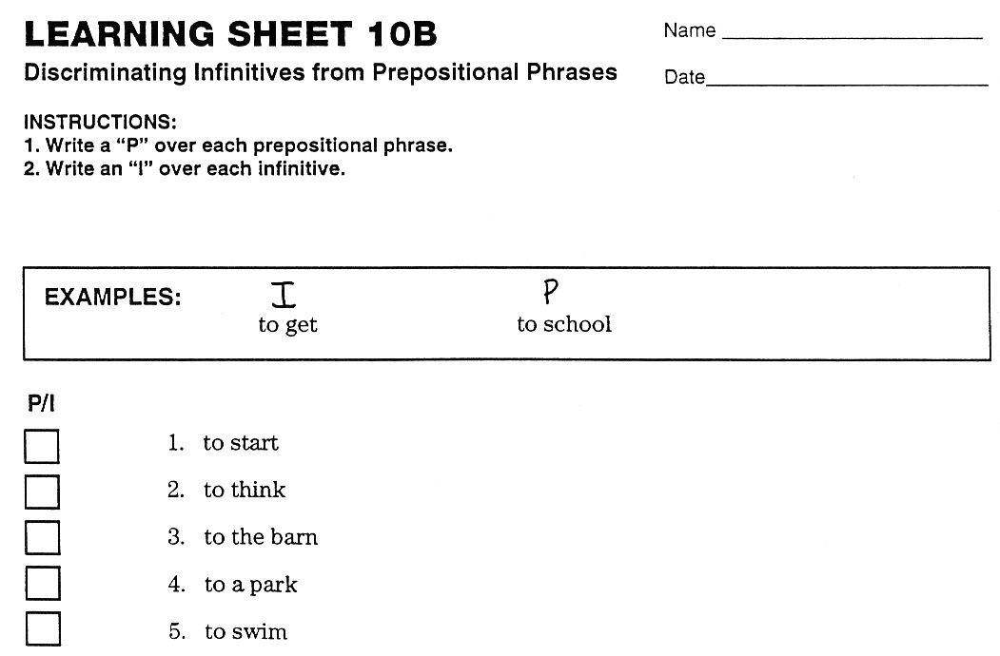 LEARNING SHEET 10B
Name
Discriminating Infinitives from Prepositional Phrases
Date
INSTRUCTIONS:
1. Write a “P” over each prepositional phrase.
2. Write an “I” over each infinitive.
EXAMPLES:
I
P
to get
to school
P/I
1. to start
2. to think
3. to the barn
4. to a park
5. to swim